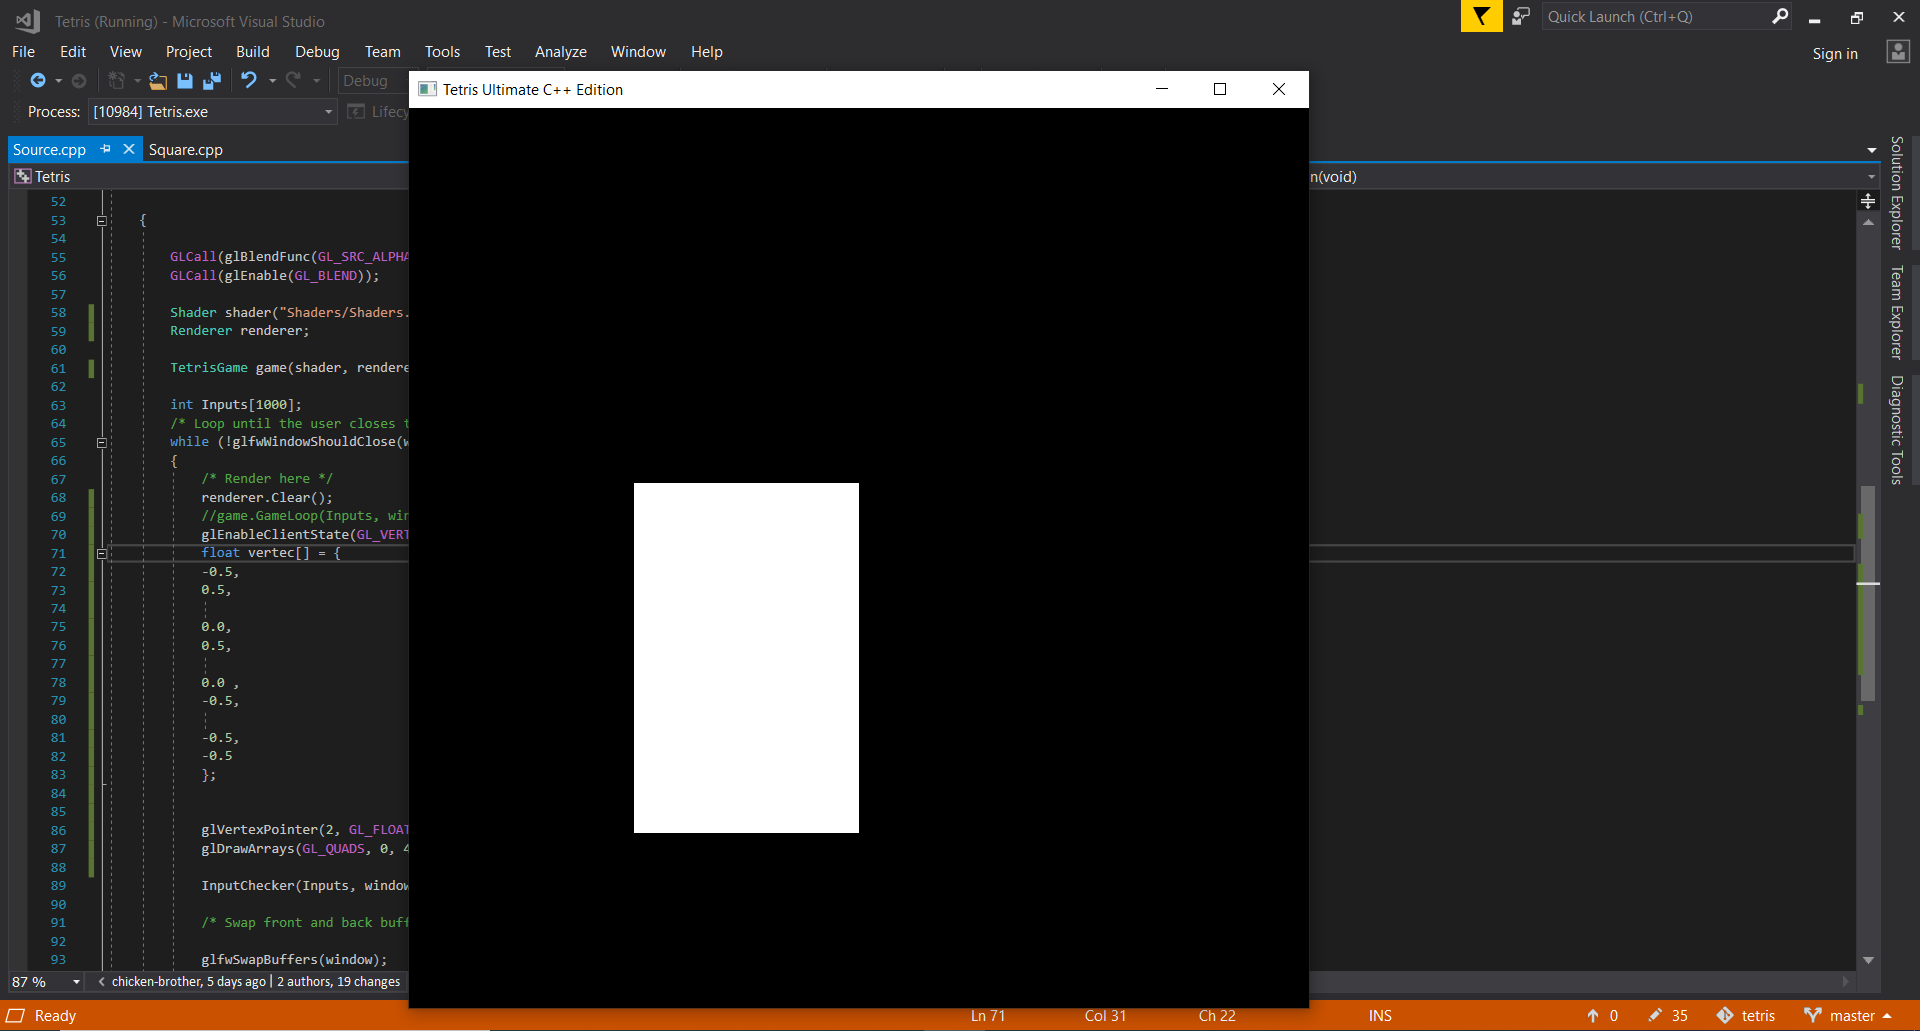 Tetris (Running) - Microsoft Visual Studio
Quick Launch (Ctrl+Q)
File Edit View Project Build Debug Team Tools Test Analyze Window Help
Sign in
Debug
Tetris Ultimate C++ Edition
Process: [10984] Tetris.exe Lifecy
Source.cpp Square.cpp
Tetris
n(void)
52
53 {
54
55 GLCall(glBlendFunc(GL_SRC_ALPHA
56 GLCall(glEnable(GL_BLEND));
57
58 Shader shader("Shaders/Shaders.
59 Renderer renderer;
60
61 TetrisGame game(shader, rendere
62
63 int Inputs[1000];
64 /* Loop until the user closes t
65 while (!glfwWindowShouldClose(w
66 {
67 /* Render here */
68 renderer.Clear();
69 //game.GameLoop(Inputs, win
70 glEnableClientState(GL_VERT
71 float vertec[] = {
72 -0.5,
73 0.5,
74
75 0.0,
76 0.5,
77
78 0.0 ,
79 -0.5,
80
81 -0.5,
82 -0.5
83 };
84
85
86 glVertexPointer(2, GL_FLOAT
87 glDrawArrays(GL_QUADS, 0, 4
88
89 InputChecker(Inputs, window
90
91 /* Swap front and back buff
92
93 glfwSwapBuffers(window);
Solution Explorer
Team Explorer
Diagnostic Tools
87 % chicken-brother, 5 days ago | 2 authors, 19 changes
Ready Ln 71 Col 31 Ch 22 INS 0 35 tetris master